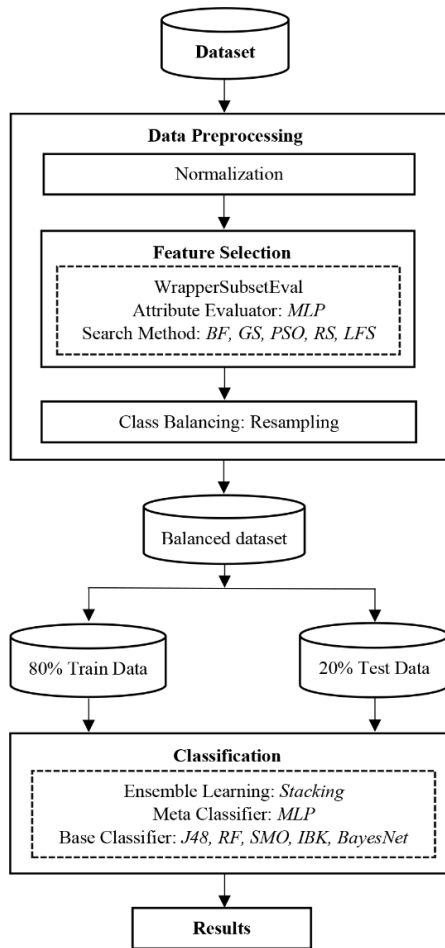 Dataset
Data Preprocessing
Normalization
Feature Selection
WrapperSubsetEval
Attribute Evaluator: MLP
Search Method: BF, GS, PSO, RS, LFS
Class Balancing: Resampling
Balanced dataset
80% Train Data
20% Test Data
Classification
Ensemble Learning: Stacking
Meta Classifier: MLP
Base Classifier: J48, RF, SMO, IBK, BayesNet
Results